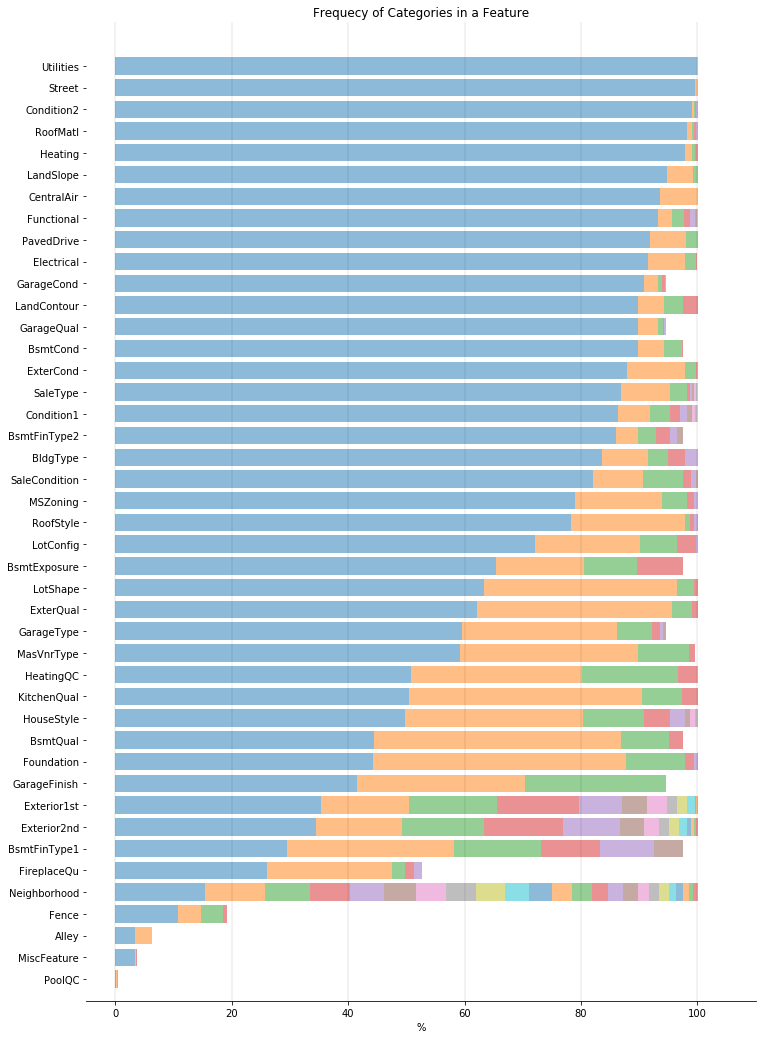 Frequecy of Categories in a Feature
Utilities
Street
Condition2
RoofMatl
Heating
LandSlope
CentralAir
Functional
PavedDrive
Electrical
GarageCond
LandContour
GarageQual
BsmtCond
ExterCond
SaleType
Condition1
BsmtFinType2
BldgType
SaleCondition
MSZoning
RoofStyle
LotConfig
BsmtExposure
LotShape
ExterQual
GarageType
MasVnrType
HeatingQC
KitchenQual
HouseStyle
BsmtQual
Foundation
GarageFinish
Exterior1st
Exterior2nd
BsmtFinType1
FireplaceQu
Neighborhood
Fence
Alley
MiscFeature
PoolQC
0 20 40 60 80 100
%